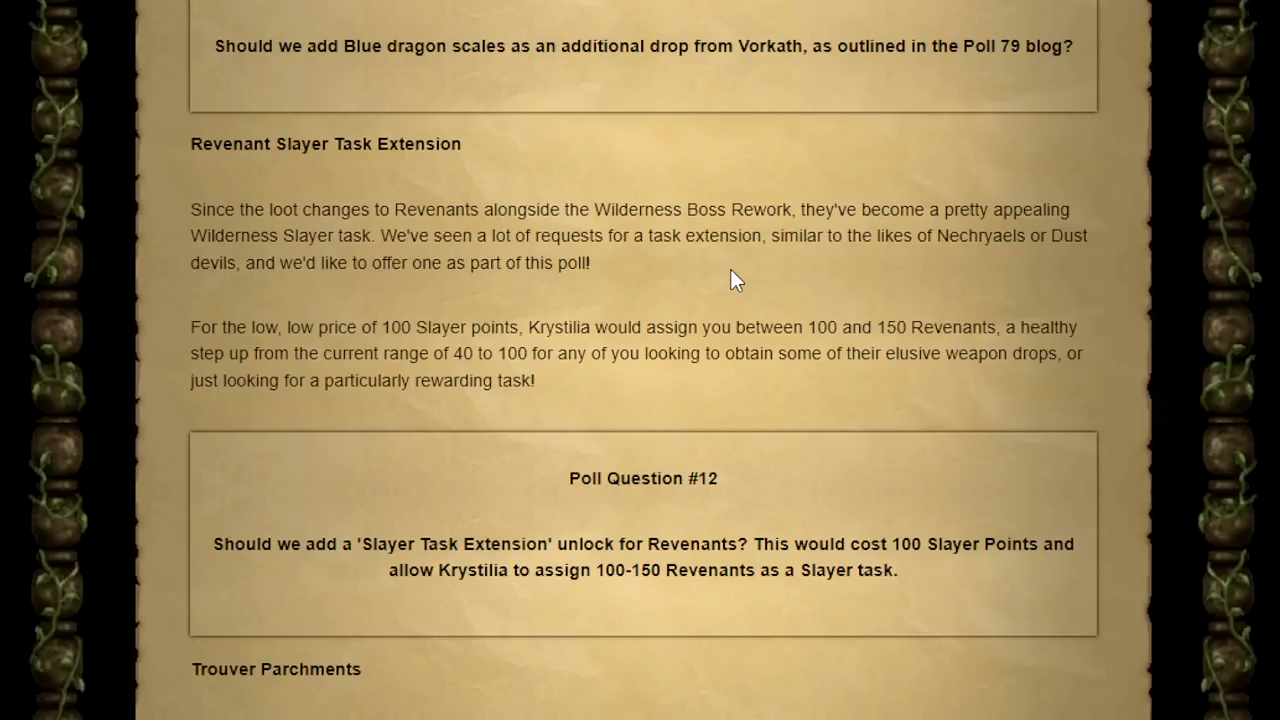 Should we add Blue dragon scales as an additional drop from Vorkath, as outlined in the Poll 79 blog?
Revenant Slayer Task Extension
Since the loot changes to Revenants alongside the Wilderness Boss Rework, they've become a pretty appealing
Wilderness Slayer task. We've seen a lot of requests for a task extension, similar to the likes of Nechryaels or Dust
devils, and we'd like to offer one as part of this poll!
For the low, low price of 100 Slayer points, Krystilia would assign you between 100 and 150 Revenants, a healthy
step up from the current range of 40 to 100 for any of you looking to obtain some of their elusive weapon drops, or
just looking for a particularly rewarding task!
Poll Question #12
Should we add a 'Slayer Task Extension' unlock for Revenants? This would cost 100 Slayer Points and
allow Krystilia to assign 100-150 Revenants as a Slayer task.
Trouver Parchments